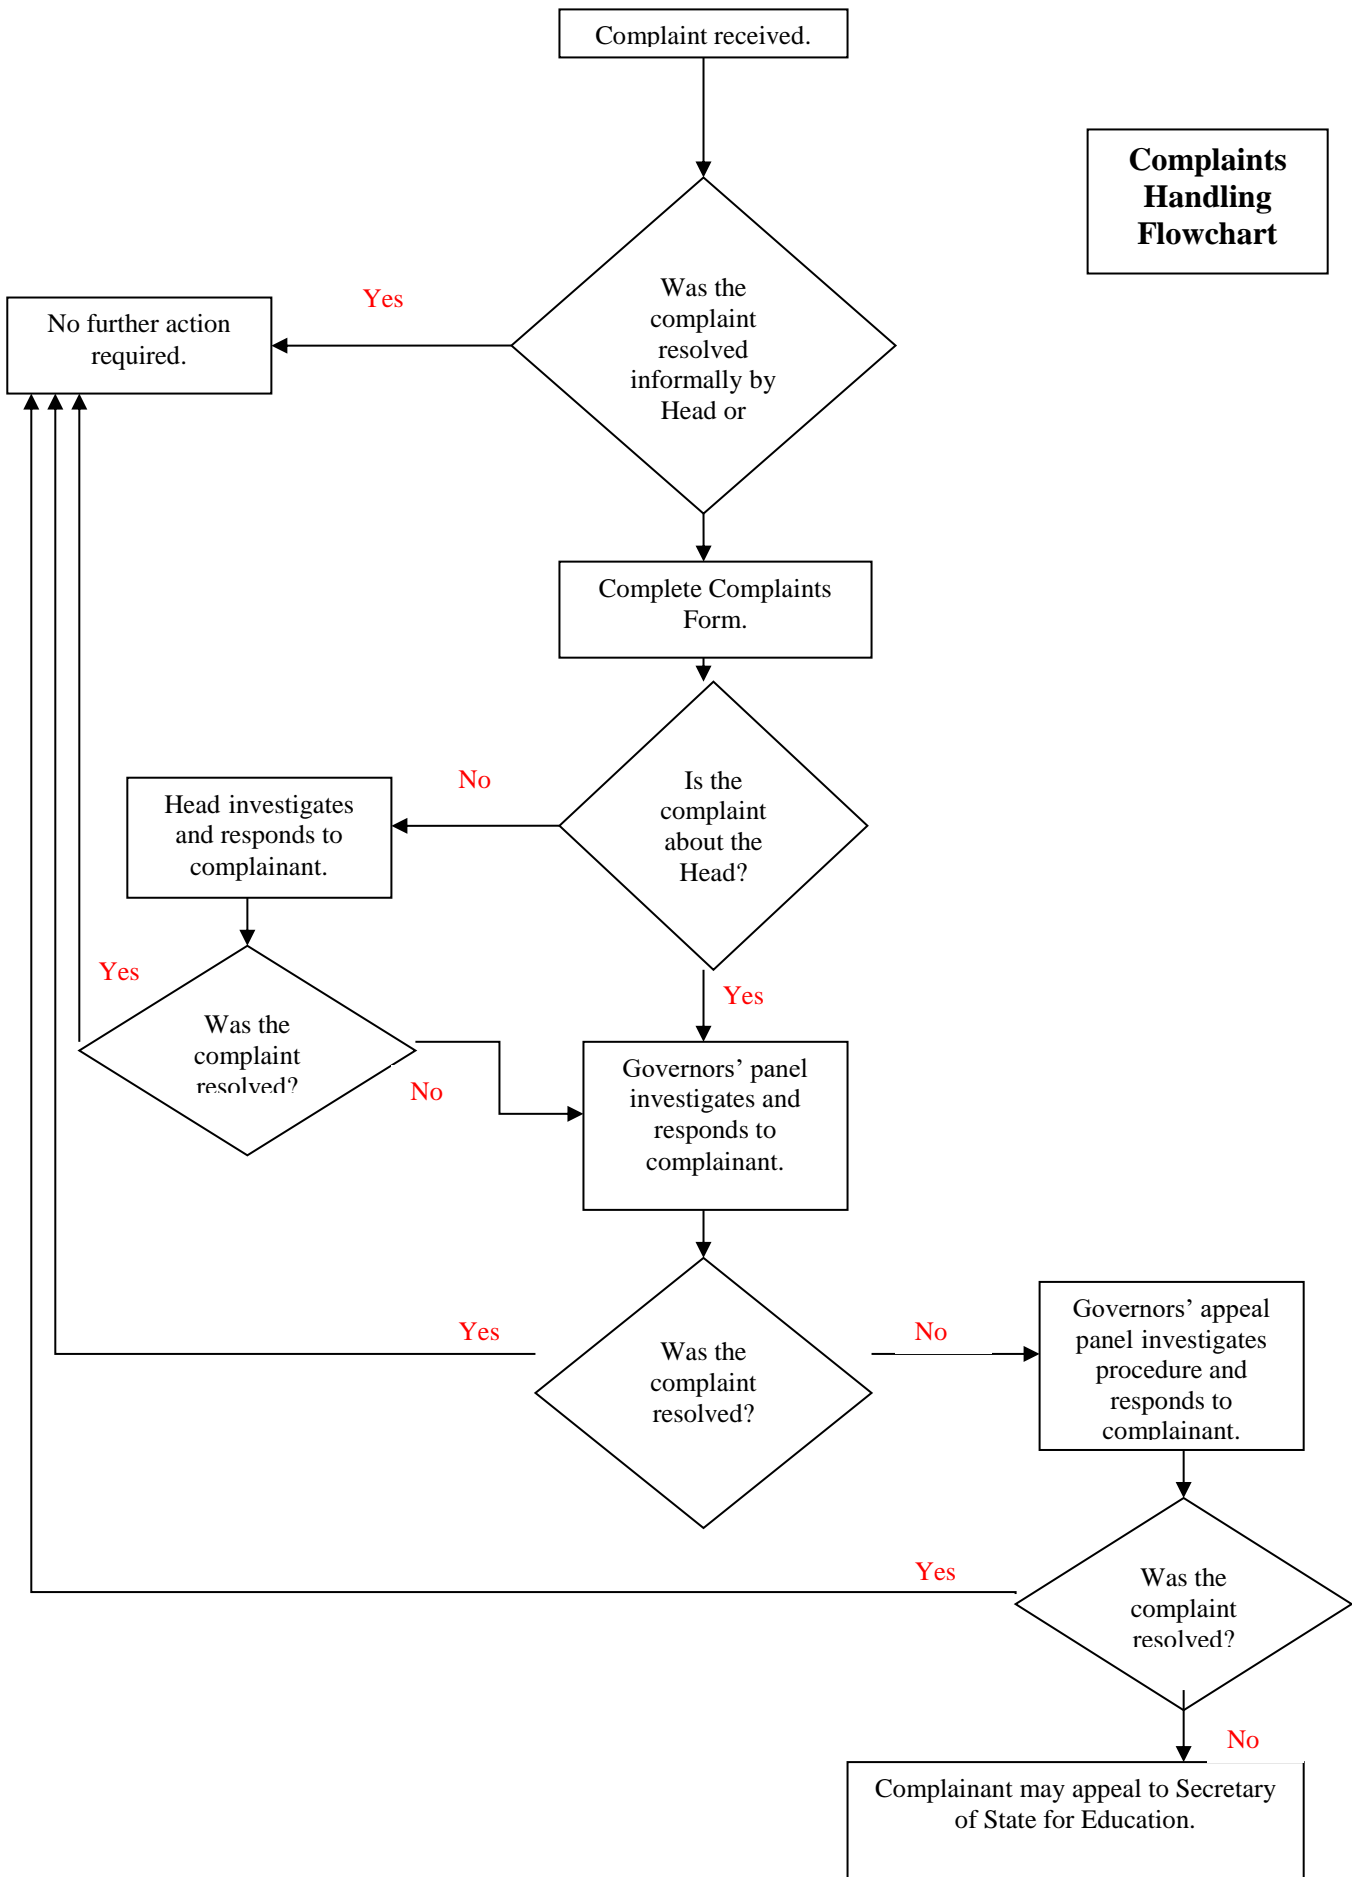 Complaint received.
Complaints
Handling
Flowchart
Was the
complaint
resolved
informally by
Head or
Yes
No further action
required.
Complete Complaints
Form.
Is the
complaint
about the
Head?
No
Head investigates
and responds to
complainant.
Yes
Was the
complaint
resolved?
No
Yes
Governors’ panel
investigates and
responds to
complainant.
Was the
complaint
resolved?
Yes
No
Governors’ appeal
panel investigates
procedure and
responds to
complainant.
Yes
Was the
complaint
resolved?
No
Complainant may appeal to Secretary
of State for Education.